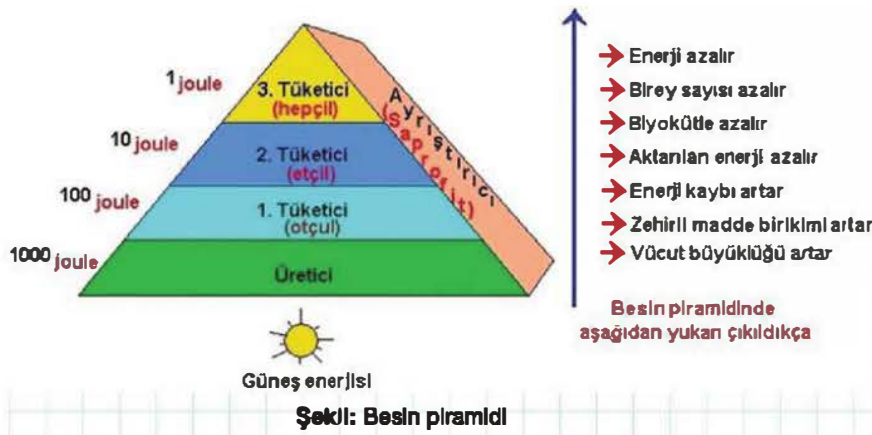 1 joule
10 joule
100 joule
1000 joule
3. Tüketici
(hepçil)
2. Tüketici
(etçil)
1. Tüketici
(otçul)
Üretici
Ayrıştırıcı
(Saprofit)
Güneş enerjisi
Enerji azalır
Birey sayısı azalır
Biyokütle azalır
Aktarılan enerji azalır
Enerji kaybı artar
Zehirli madde birikimi artar
Vücut büyüklüğü artar
Besin piramidinde
aşağıdan yukarı çıkıldıkça
Şekil: Besin piramidi